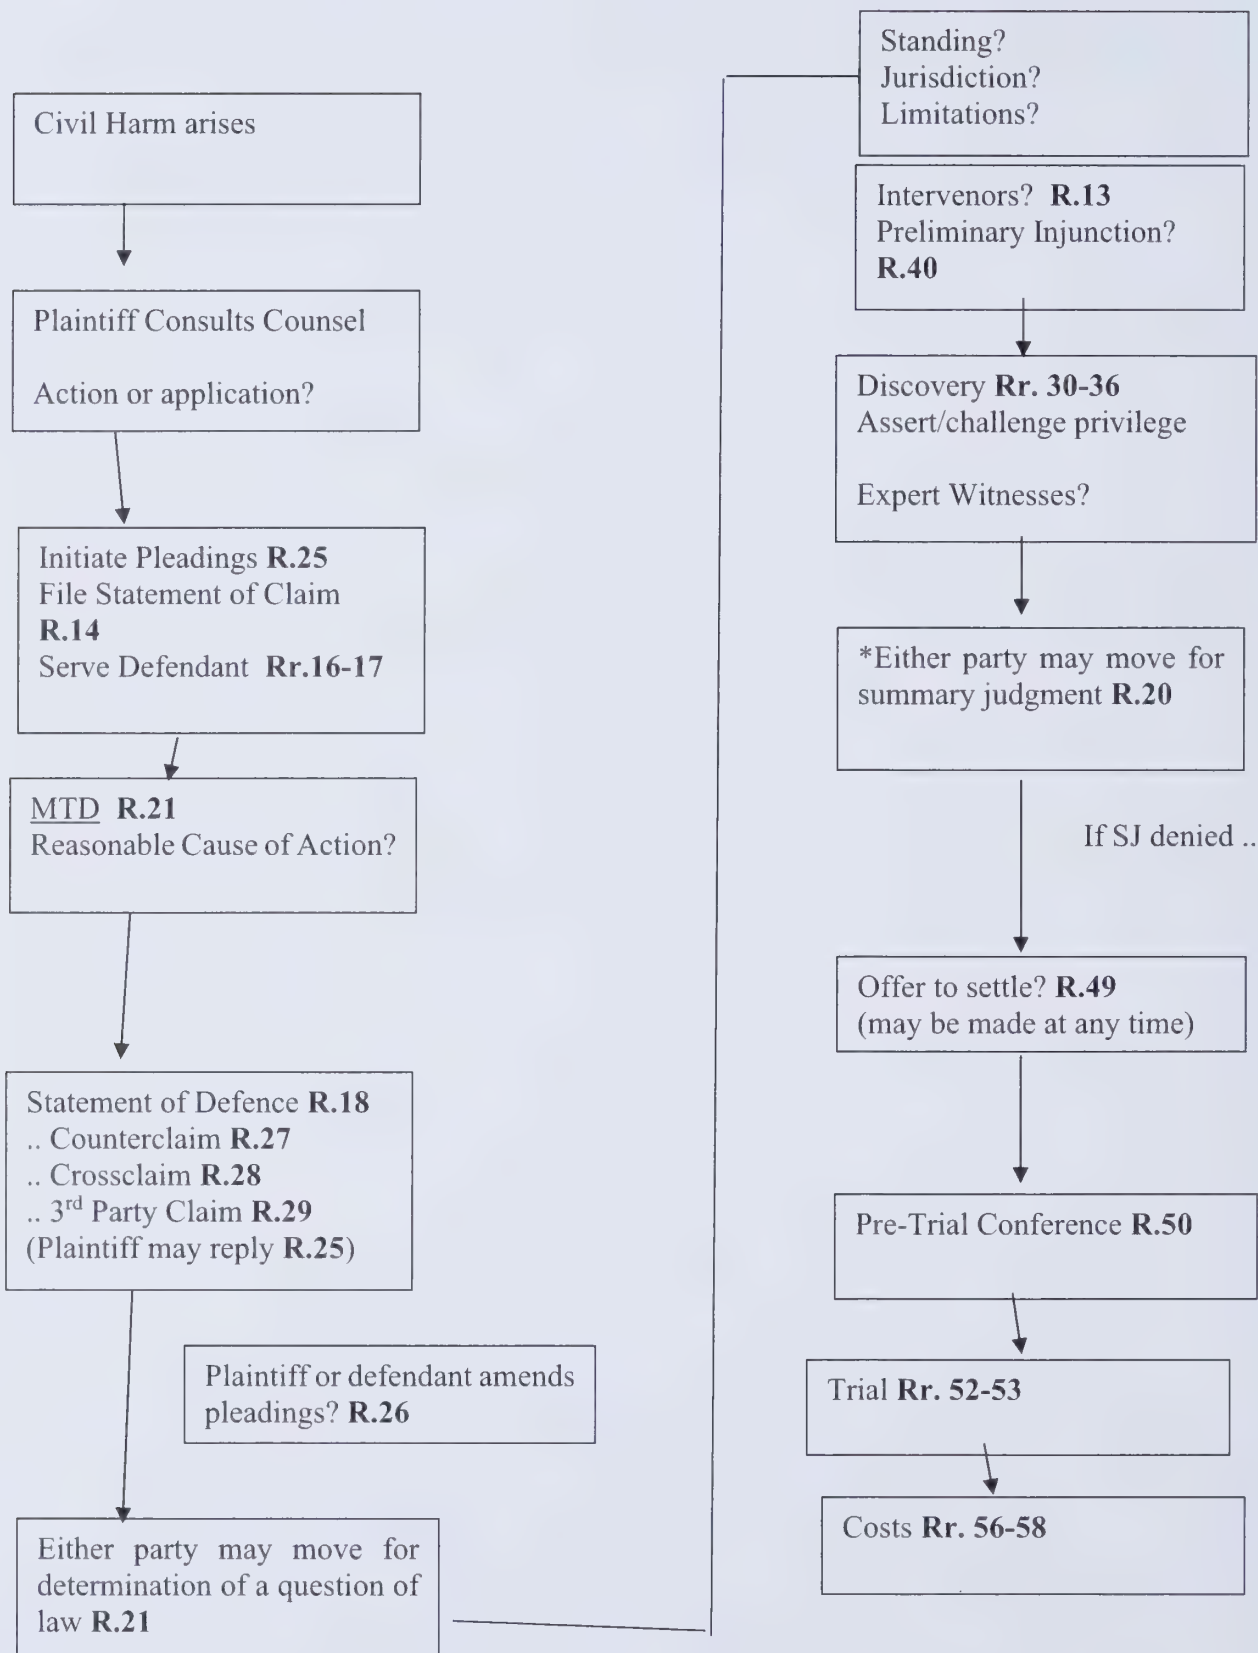 Civil Harm arises
Plaintiff Consults Counsel
Action or application?
Initiate Pleadings R.25
File Statement of Claim
R.14
Serve Defendant Rr.16-17
MTD R.21
Reasonable Cause of Action?
Statement of Defence R.18
.. Counterclaim R.27
.. Crossclaim R.28
.. 3rd Party Claim R.29
(Plaintiff may reply R.25)
Plaintiff or defendant amends
pleadings? R.26
Either party may move for
determination of a question of
law R.21
Standing?
Jurisdiction?
Limitations?
Intervenors? R.13
Preliminary Injunction?
R.40
Discovery Rr. 30-36
Assert/challenge privilege
Expert Witnesses?
*Either party may move for
summary judgment R.20
If SJ denied ..
Offer to settle? R.49
(may be made at any time)
Pre-Trial Conference R.50
Trial Rr. 52-53
Costs Rr. 56-58